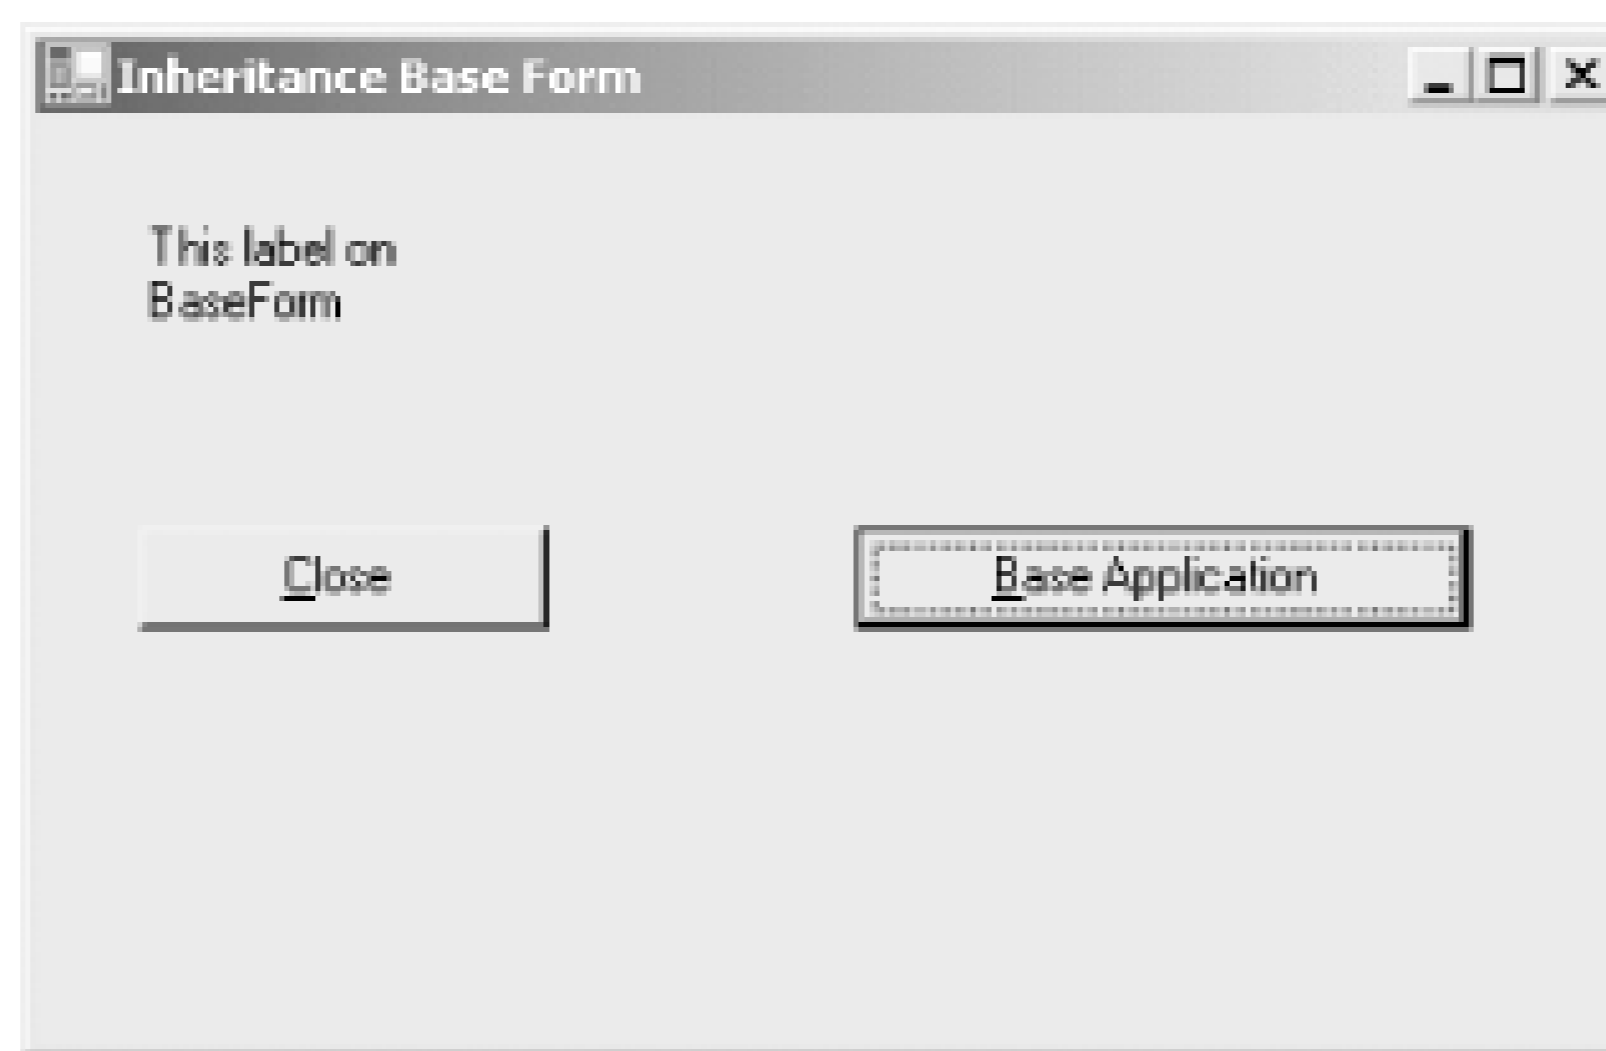 Inheritance Base Form
This label on
BaseForm
Close
Base Application